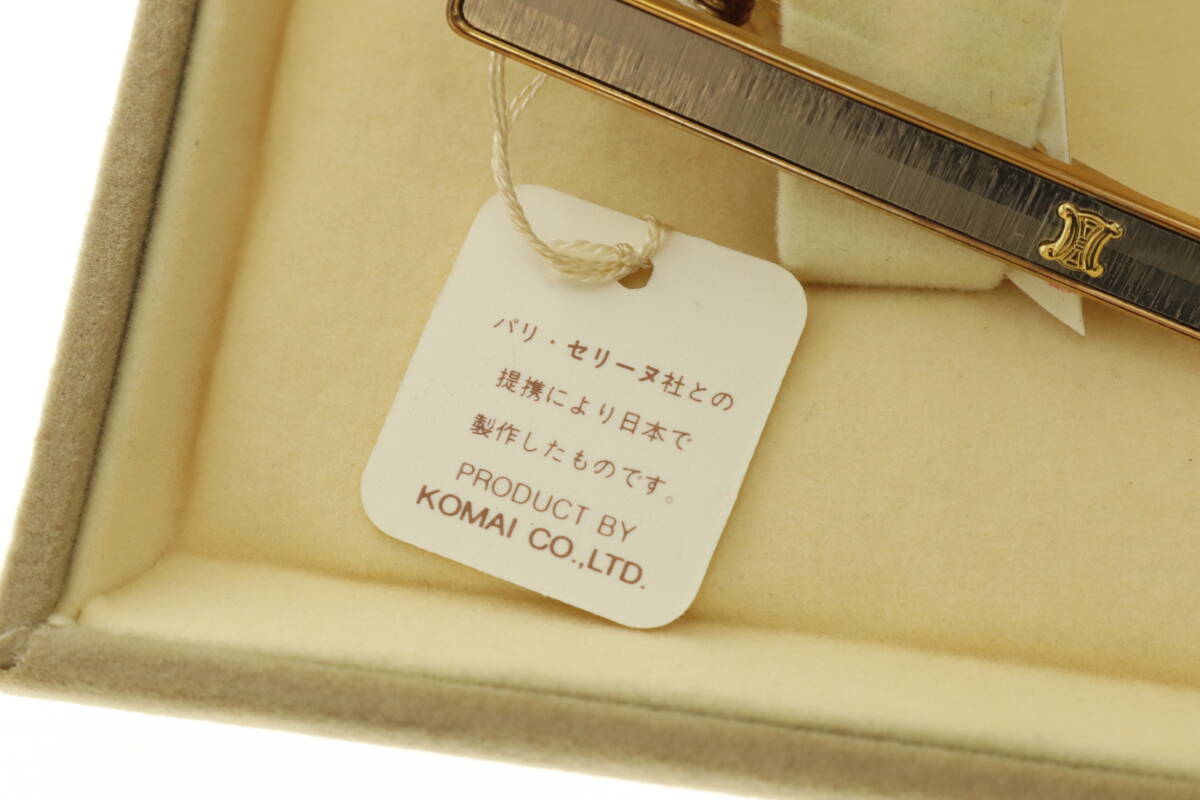 パリ・セリーヌ社との
提携により日本で
製作したものです。
PRODUCT BY
KOMAI CO.,LTD.